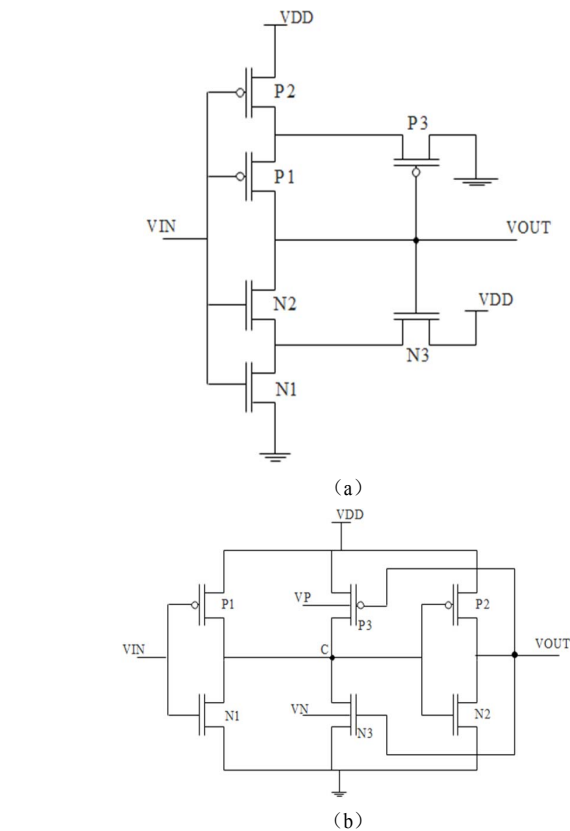 VDD
P2
P3
P1
VIN
VOUT
N2
VDD
N3
N1
（a）
VDD
P1
VP
P2
P3
VIN
C
VOUT
N1
VN
N2
N3
（b）